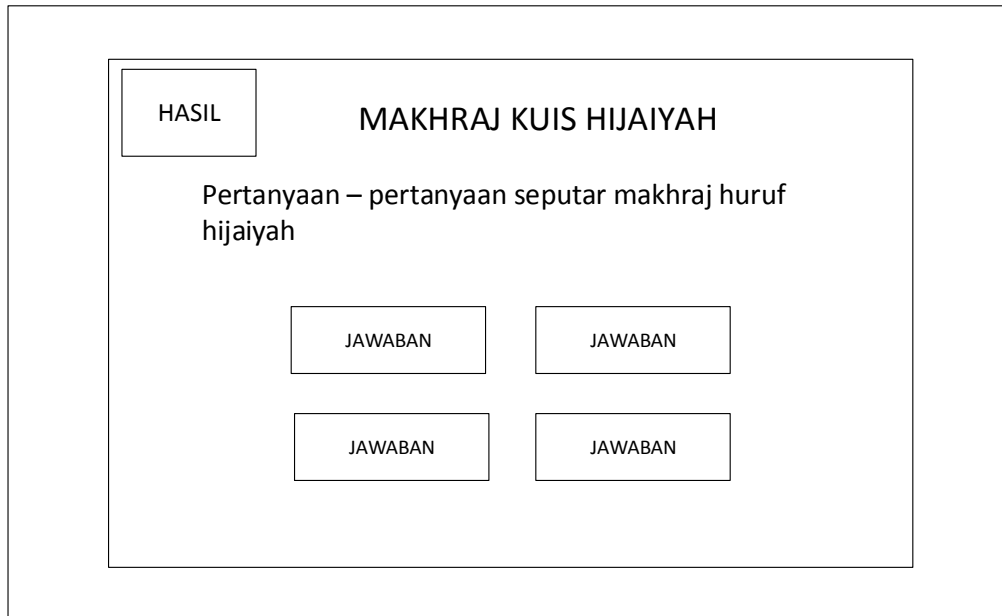 HASIL
MAKHRAJ KUIS HIJAIYAH
Pertanyaan – pertanyaan seputar makhraj huruf
hijaiyah
JAWABAN
JAWABAN
JAWABAN
JAWABAN